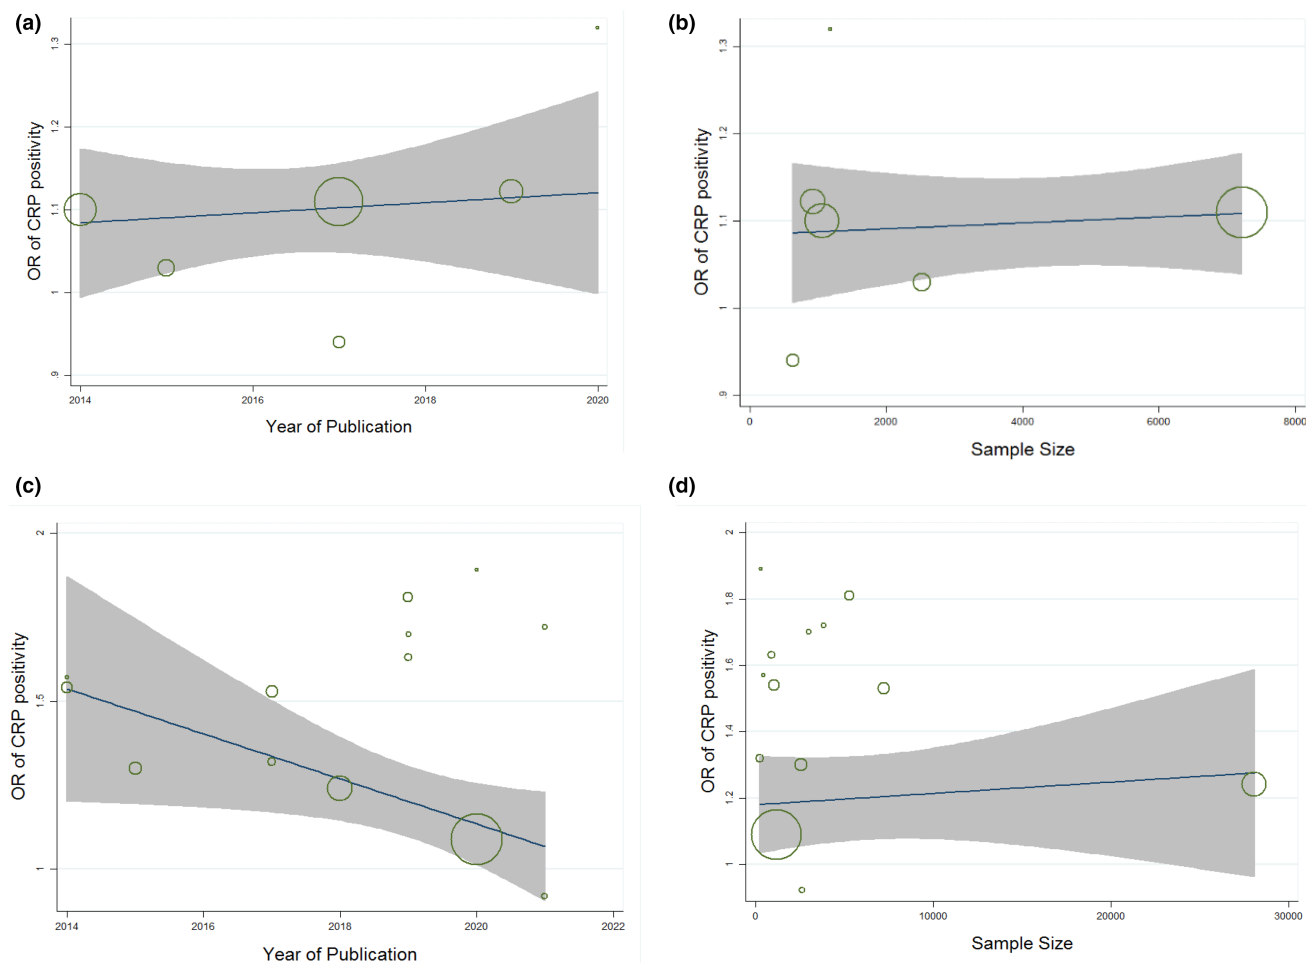 (a)
OR of CRP positivity
1.3
1.2
1.1
1
.9
2014 2016 2018 2020
Year of Publication
(b)
OR of CRP positivity
1.3
1.2
1.1
1
.9
0 2000 4000 6000 8000
Sample Size
(c)
OR of CRP positivity
2
1.5
1
2014 2016 2018 2020 2022
Year of Publication
(d)
OR of CRP positivity
2
1.8
1.6
1.4
1.2
1
0 10000 20000 30000
Sample Size